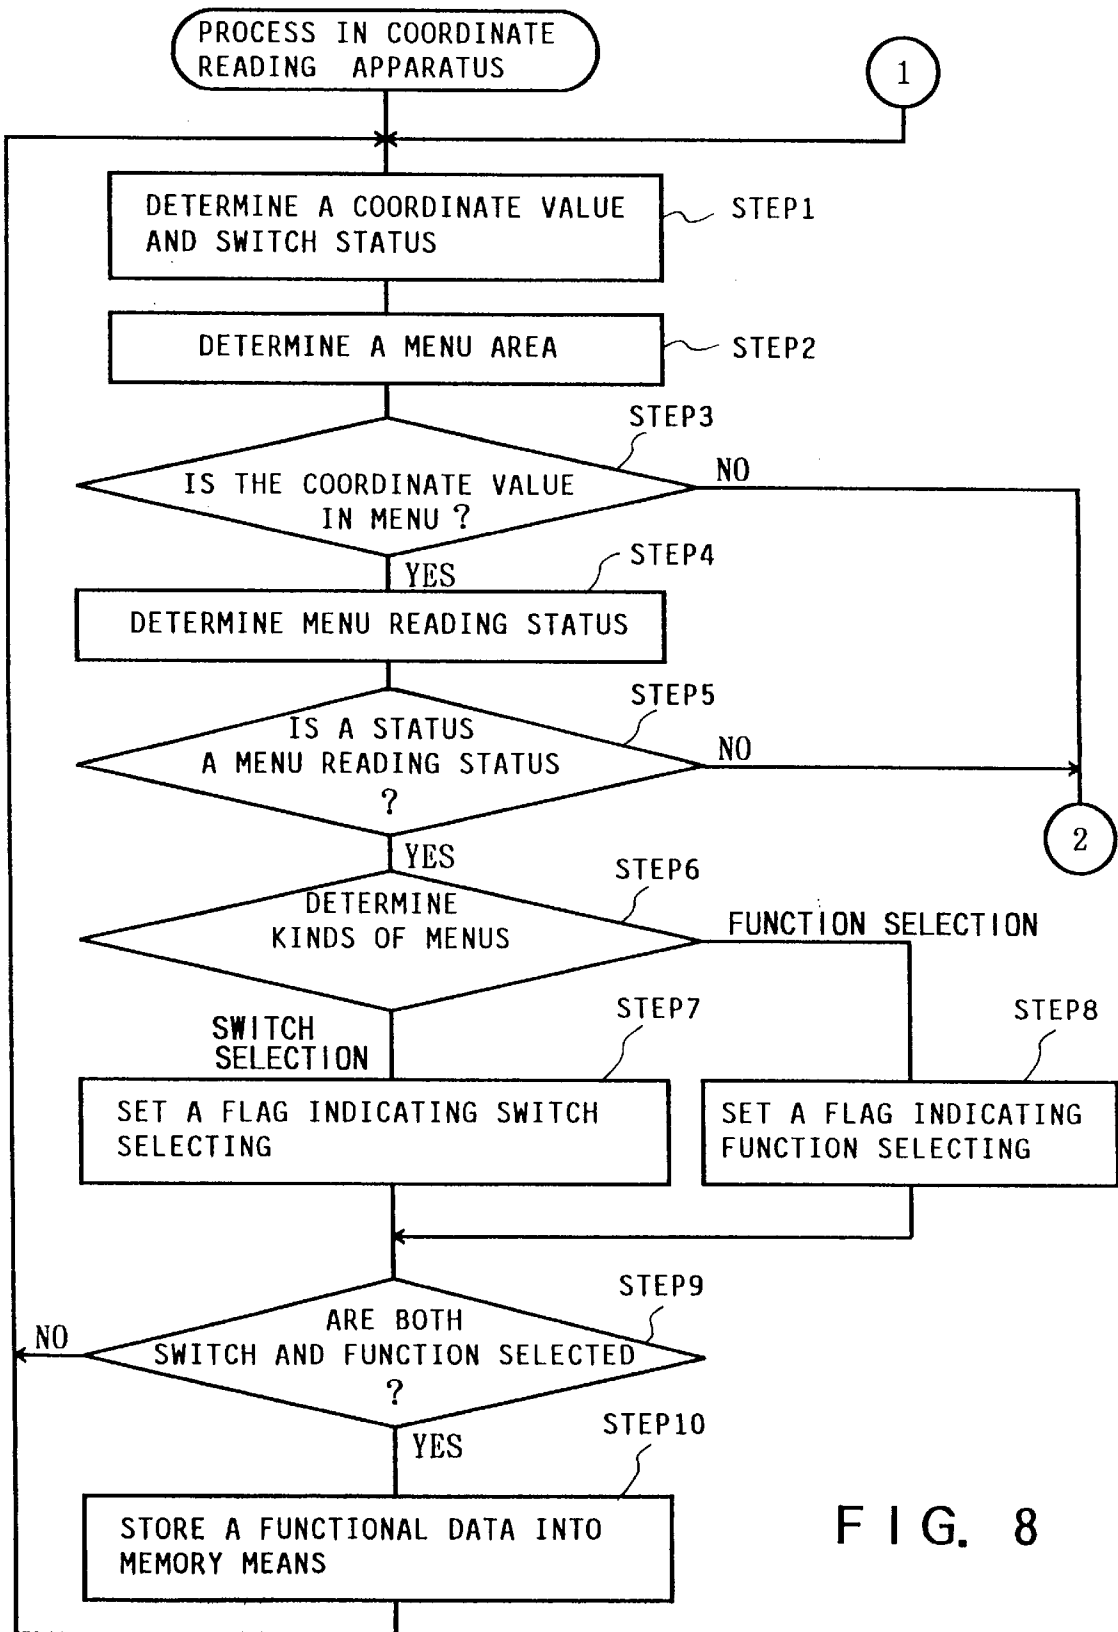 PROCESS IN COORDINATE
READING APPARATUS
1
DETERMINE A COORDINATE VALUE
AND SWITCH STATUS
STEP1
DETERMINE A MENU AREA
STEP2
STEP3
IS THE COORDINATE VALUE
IN MENU ?
NO
YES
STEP4
DETERMINE MENU READING STATUS
STEP5
IS A STATUS
A MENU READING STATUS
?
NO
2
YES
STEP6
DETERMINE
KINDS OF MENUS
FUNCTION SELECTION
SWITCH
SELECTION
STEP7
STEP8
SET A FLAG INDICATING SWITCH
SELECTING
SET A FLAG INDICATING
FUNCTION SELECTING
STEP9
ARE BOTH
SWITCH AND FUNCTION SELECTED
?
NO
YES
STEP10
STORE A FUNCTIONAL DATA INTO
MEMORY MEANS
FIG. 8